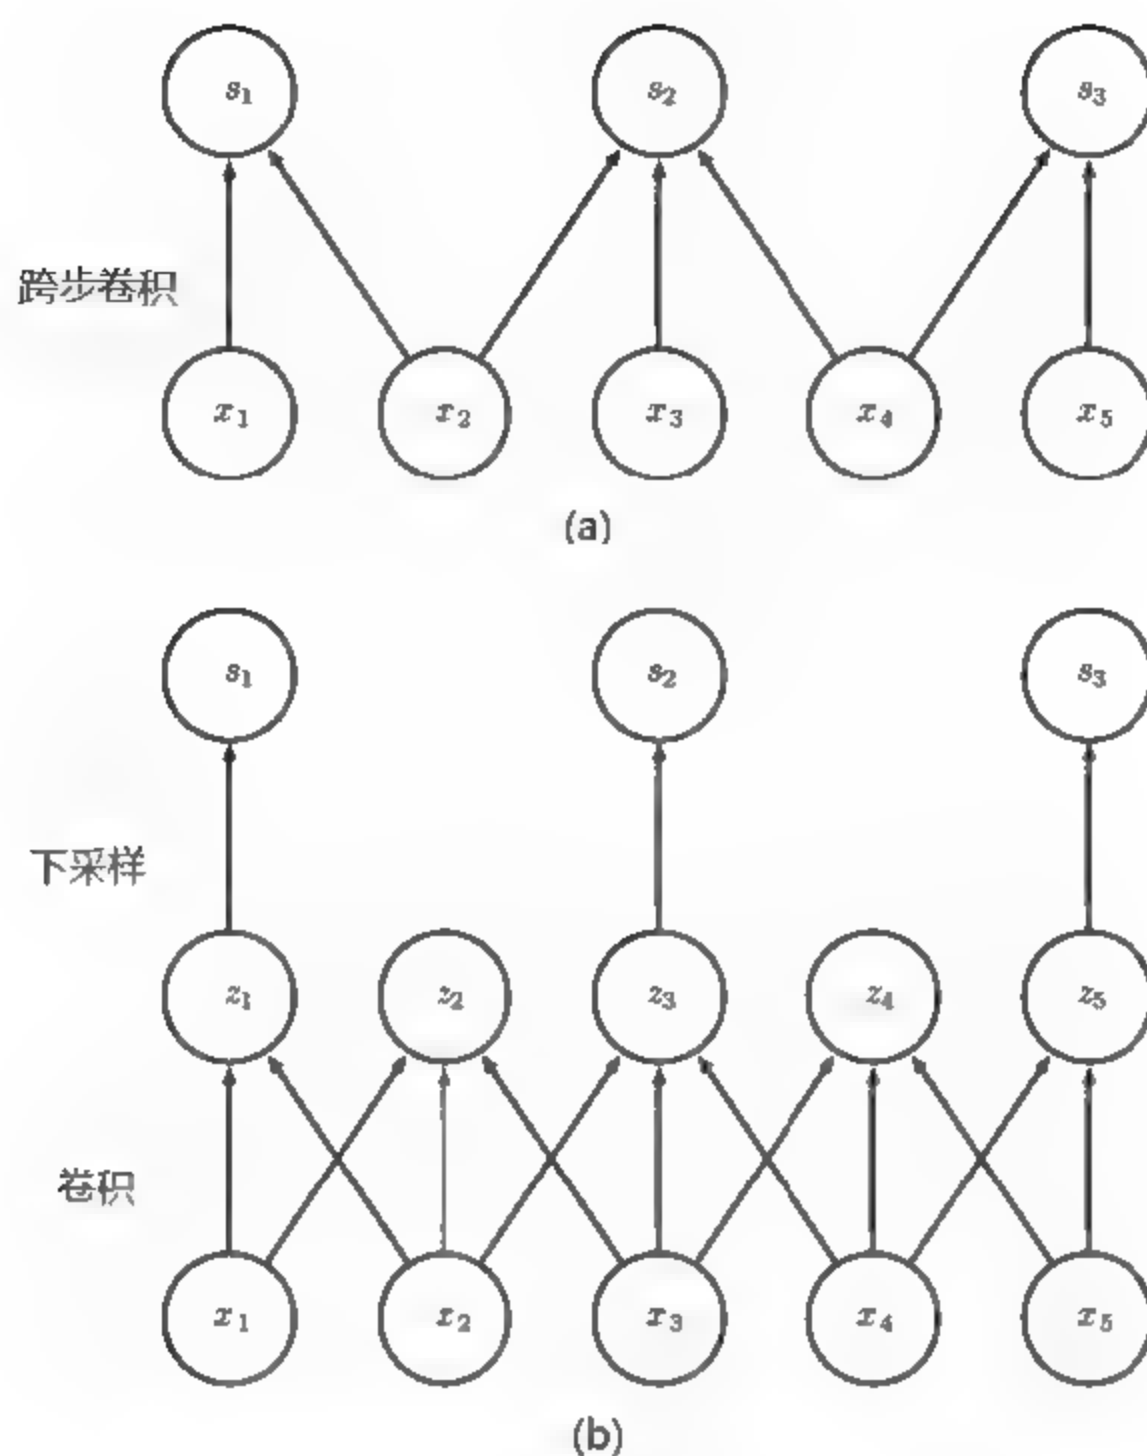 s₁ s₂ s₃
跨步卷积
x₁ x₂ x₃ x₄ x₅
(a)
s₁ s₂ s₃
下采样
z₁ z₂ z₃ z₄ z₅
卷积
x₁ x₂ x₃ x₄ x₅
(b)